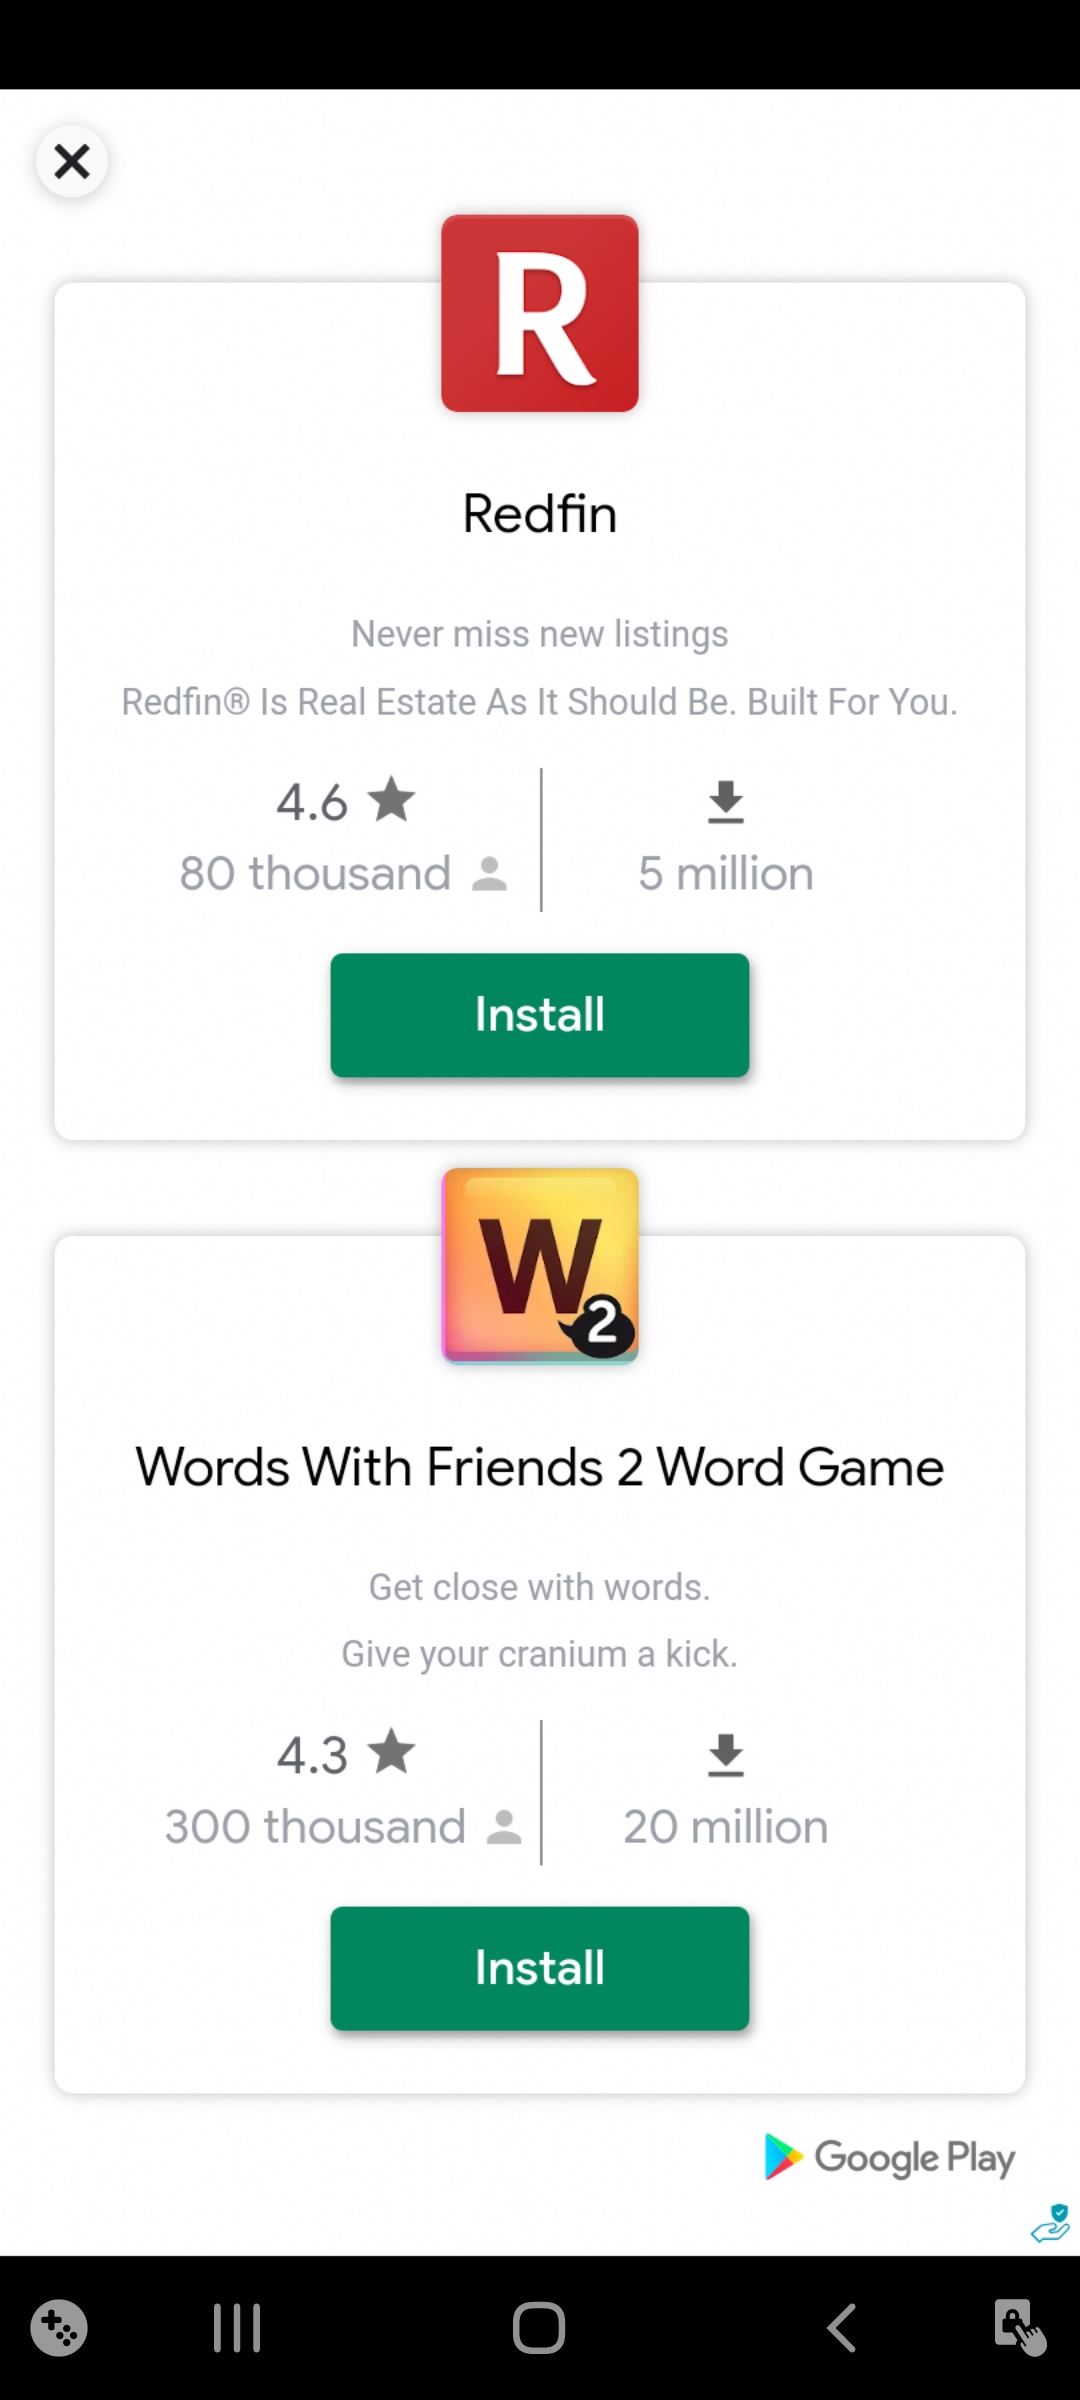 R
Redfin
Never miss new listings
Redfin® Is Real Estate As It Should Be. Built For You.
4.6
80 thousand
5 million
Install
W2
Words With Friends 2 Word Game
Get close with words.
Give your cranium a kick.
4.3
300 thousand
20 million
Install
Google Play